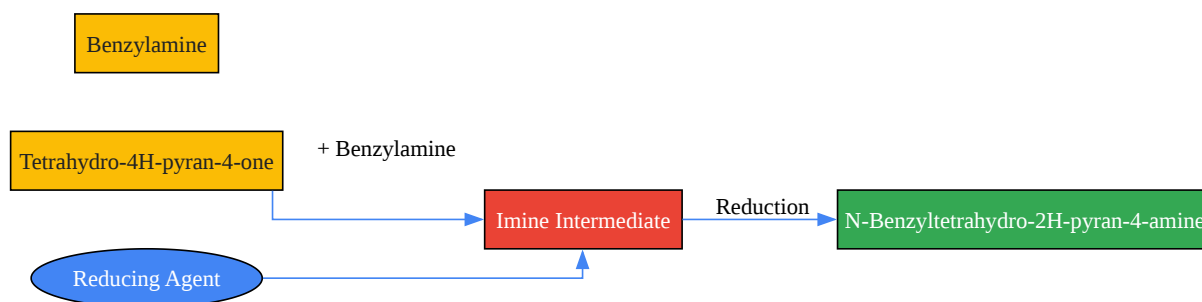 Benzylamine
Tetrahydro-4H-pyran-4-one
+ Benzylamine
Imine Intermediate
Reduction
N-Benzyltetrahydro-2H-pyran-4-amine
Reducing Agent